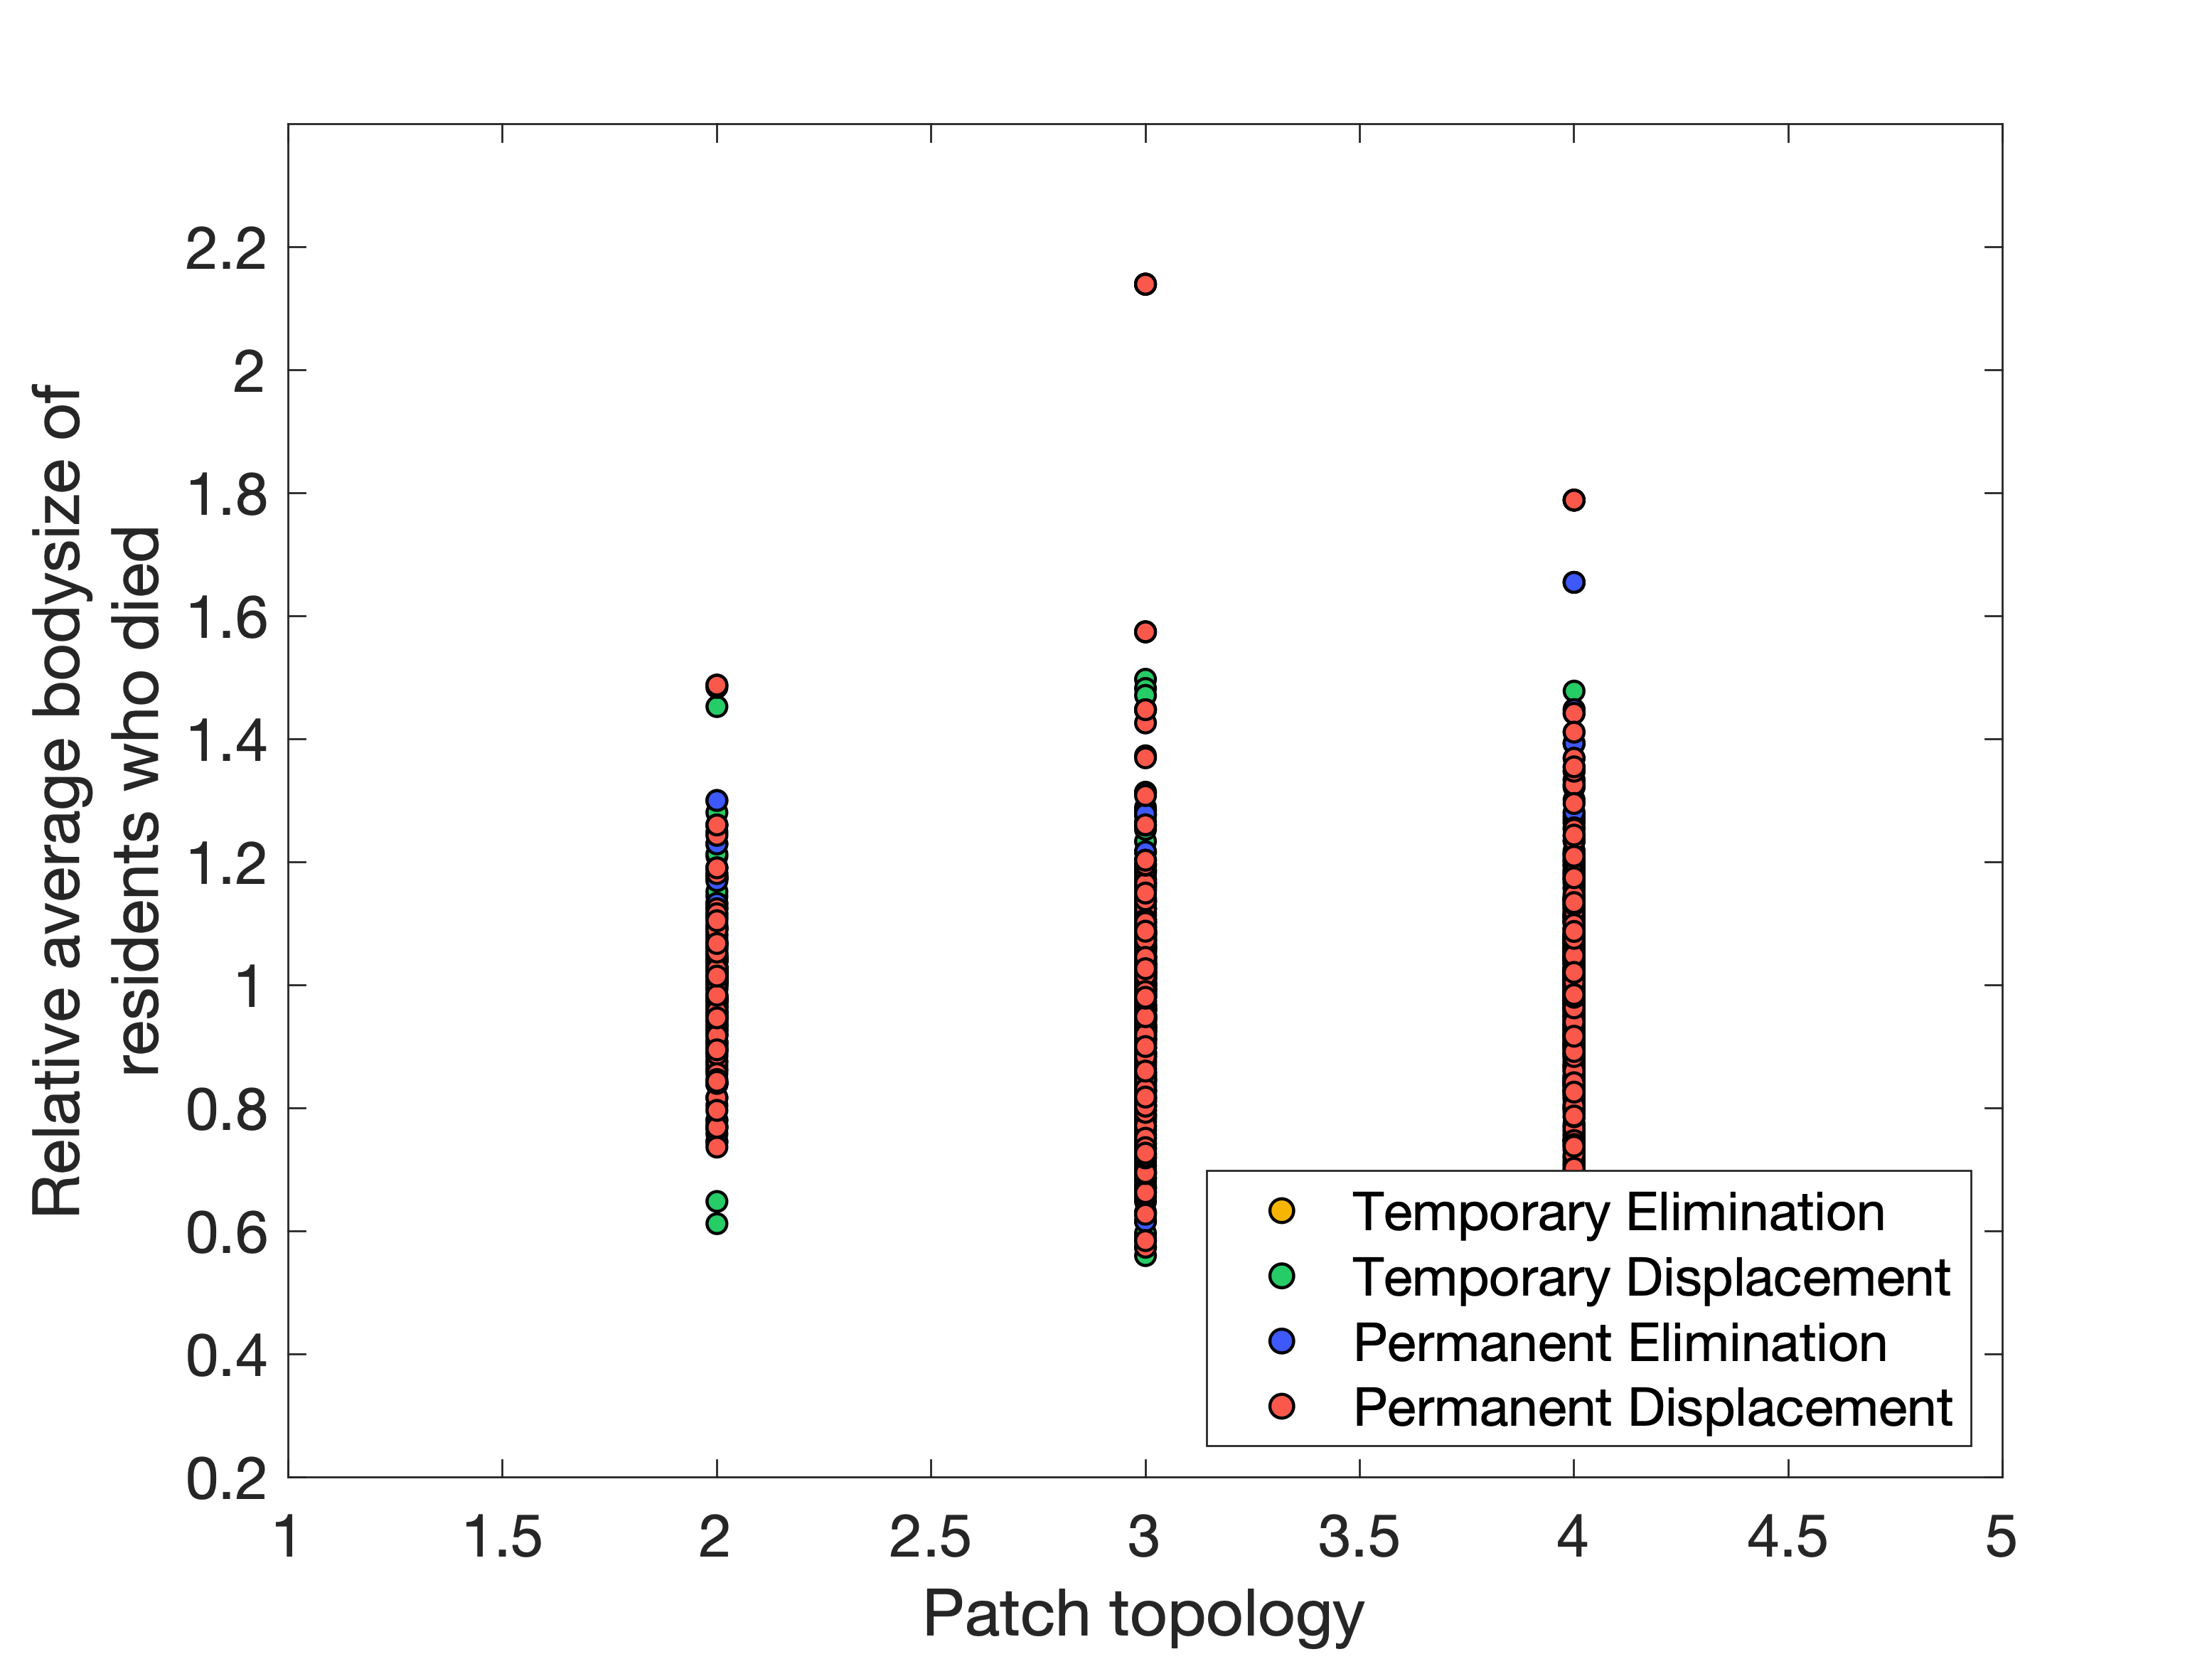 Relative average bodysize of
residents who died
2.2
2
1.8
1.6
1.4
1.2
1
0.8
0.6
0.4
0.2
Temporary Elimination
Temporary Displacement
Permanent Elimination
Permanent Displacement
1 1.5 2 2.5 3 3.5 4 4.5 5
Patch topology